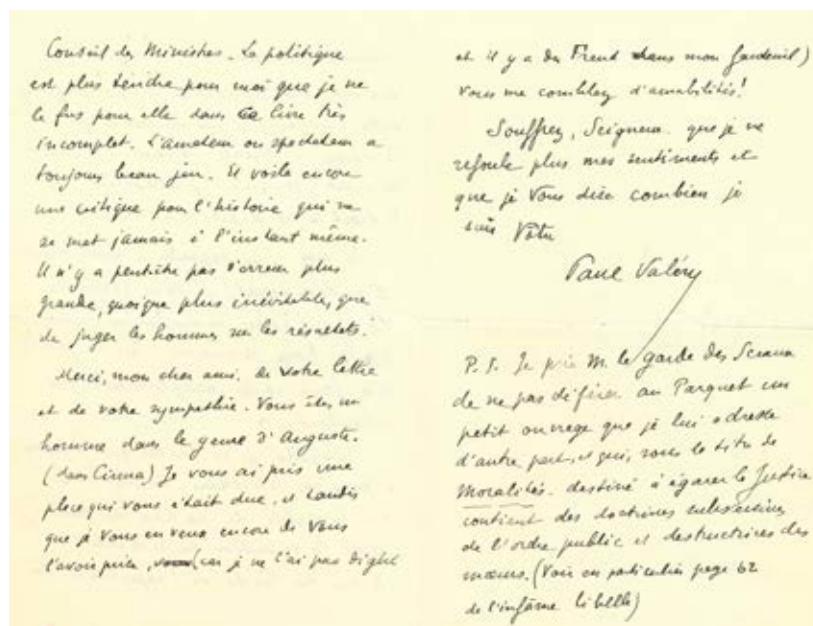 Conseil des Ministres. La politique
est plus tendre pour moi que je ne
le fus pour elle dans ce livre très
incomplet. L'amateur ou spectateur a
toujours beau jeu. Et voilà encore
une critique pour l'histoire qui ne
se met jamais à l'instant même.
Il n'y a peut-être pas d'erreur plus
grande, quoique plus inévitable, que
de juger les hommes sur les résultats.
Merci, mon cher ami, de votre lettre
et de votre sympathie. Vous êtes un
homme dans le genre d'Auguste.
(dans Cinna) Je vous ai pris une
place qui vous était due, et tandis
que je vous en veux encore de vous
l'avoir prise, (car je ne l'ai pas digéré
et il y a du Freud dans mon fauteuil)
vous me comblez d'amabilités!
Souffrez, Seigneur que je ne
refoule plus mes sentiments et
que je vous dise combien je
suis Vôtre
Paul Valéry
P.S. Je prie M. le garde des Sceaux
de ne pas déférer au Parquet un
petit ouvrage que je lui adresse
d'autre part, et qui, sous le titre de
Moralités. destiné à égarer la Justice
contient des doctrines subversives
de l'ordre public et destructrices des
mœurs. (Voir en particulier page 62
de l'infâme libelle)